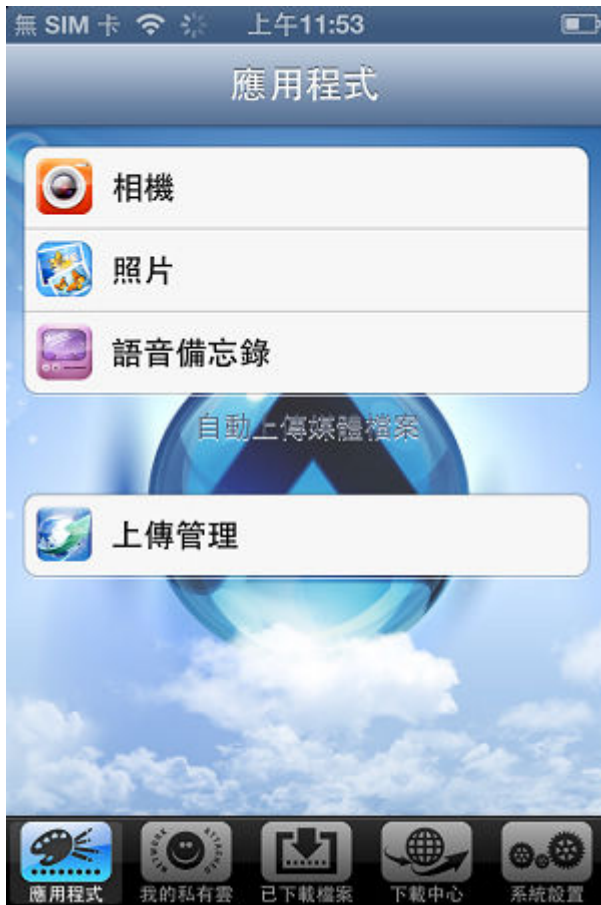 無 SIM 卡 上午11:53
應用程式
相機
照片
語音備忘錄
自動上傳媒體檔案
上傳管理
NETWORK ATTACHED
應用程式 我的私有雲 已下載檔案 下載中心 系統設置